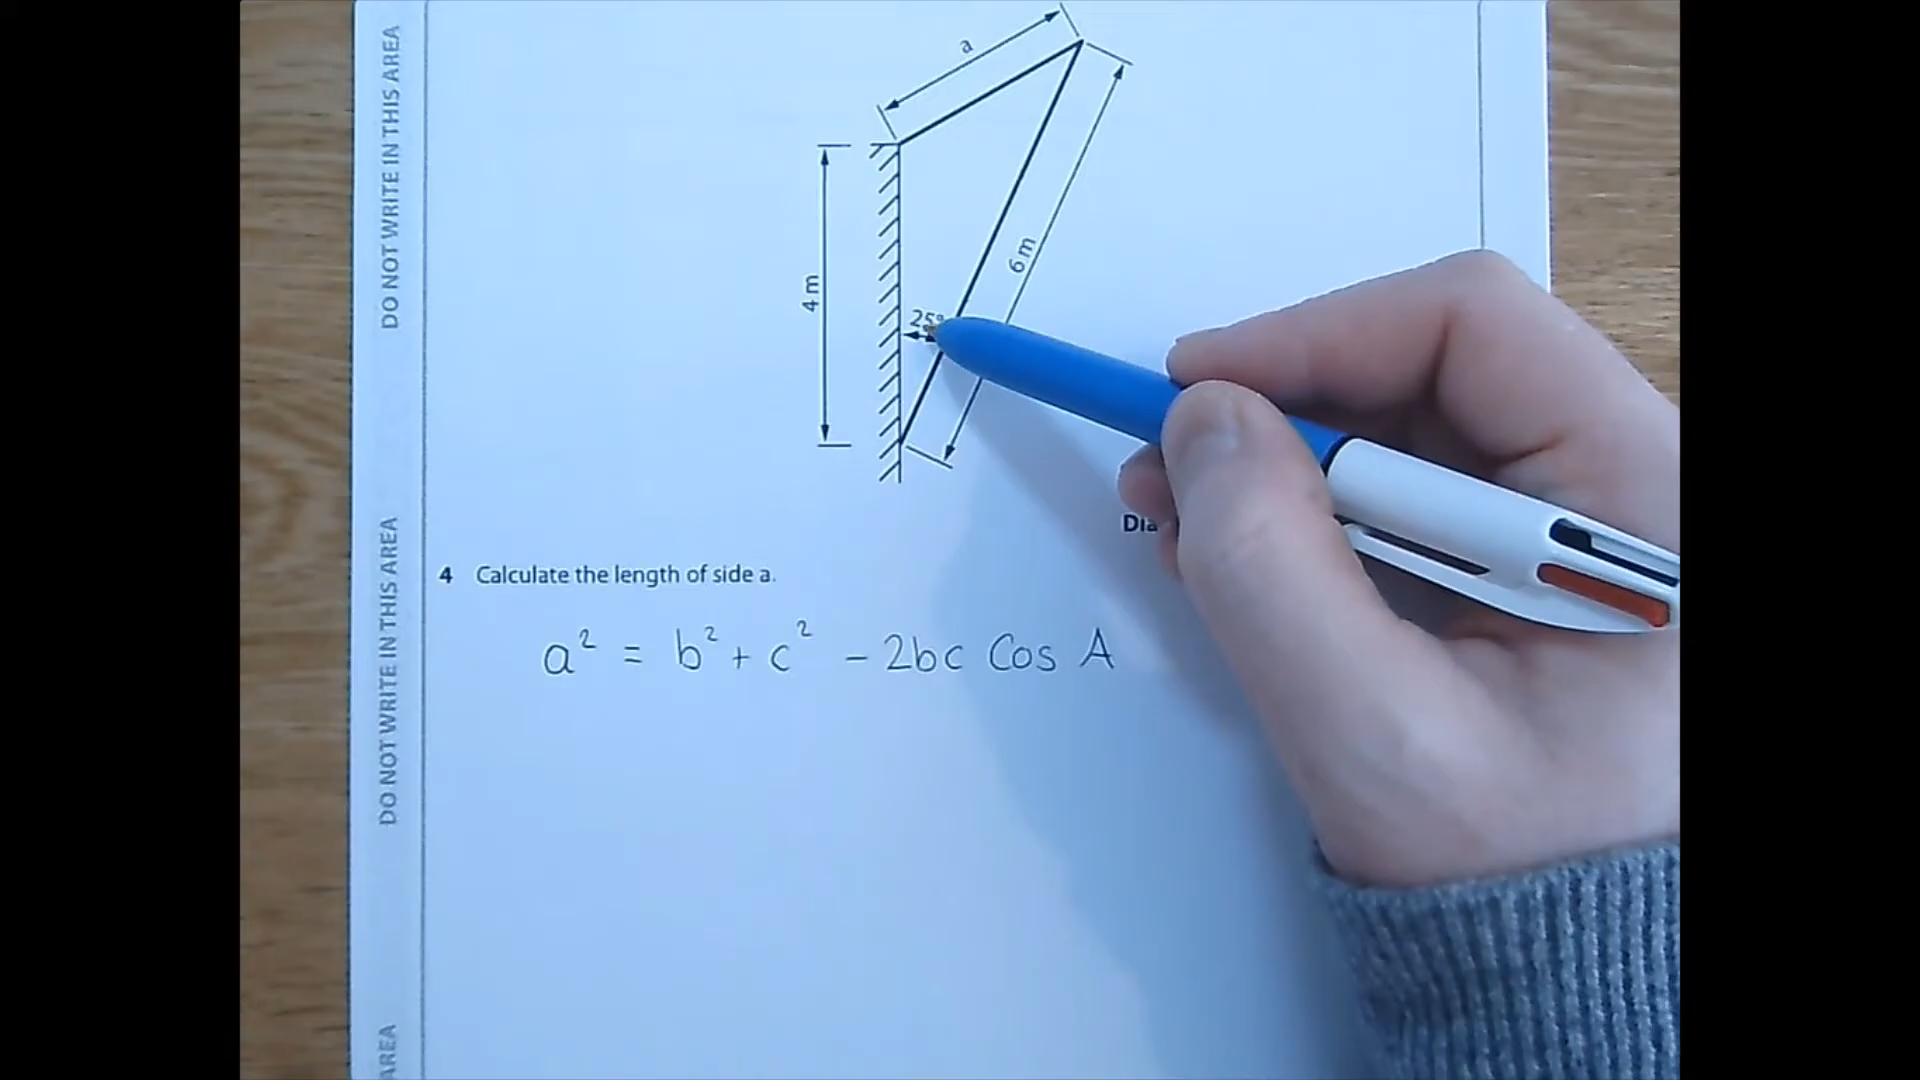 DO NOT WRITE IN THIS AREA
DO NOT WRITE IN THIS AREA
AREA
a
4 m
6 m
25°
4 Calculate the length of side a.
a² = b² + c² - 2bc Cos A